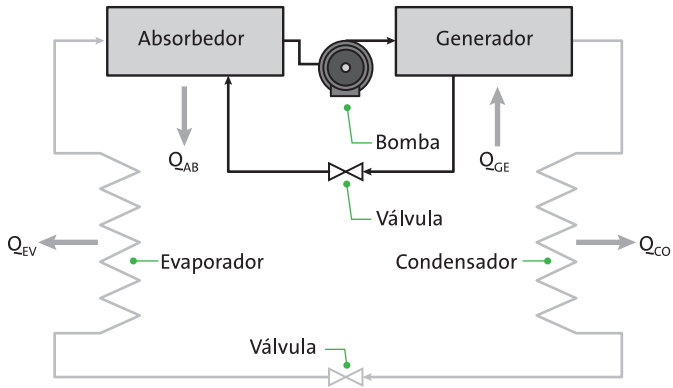 Absorbedor
Generador
Bomba
Q_AB
Q_GE
Válvula
Q_EV
Evaporador
Condensador
Q_CO
Válvula